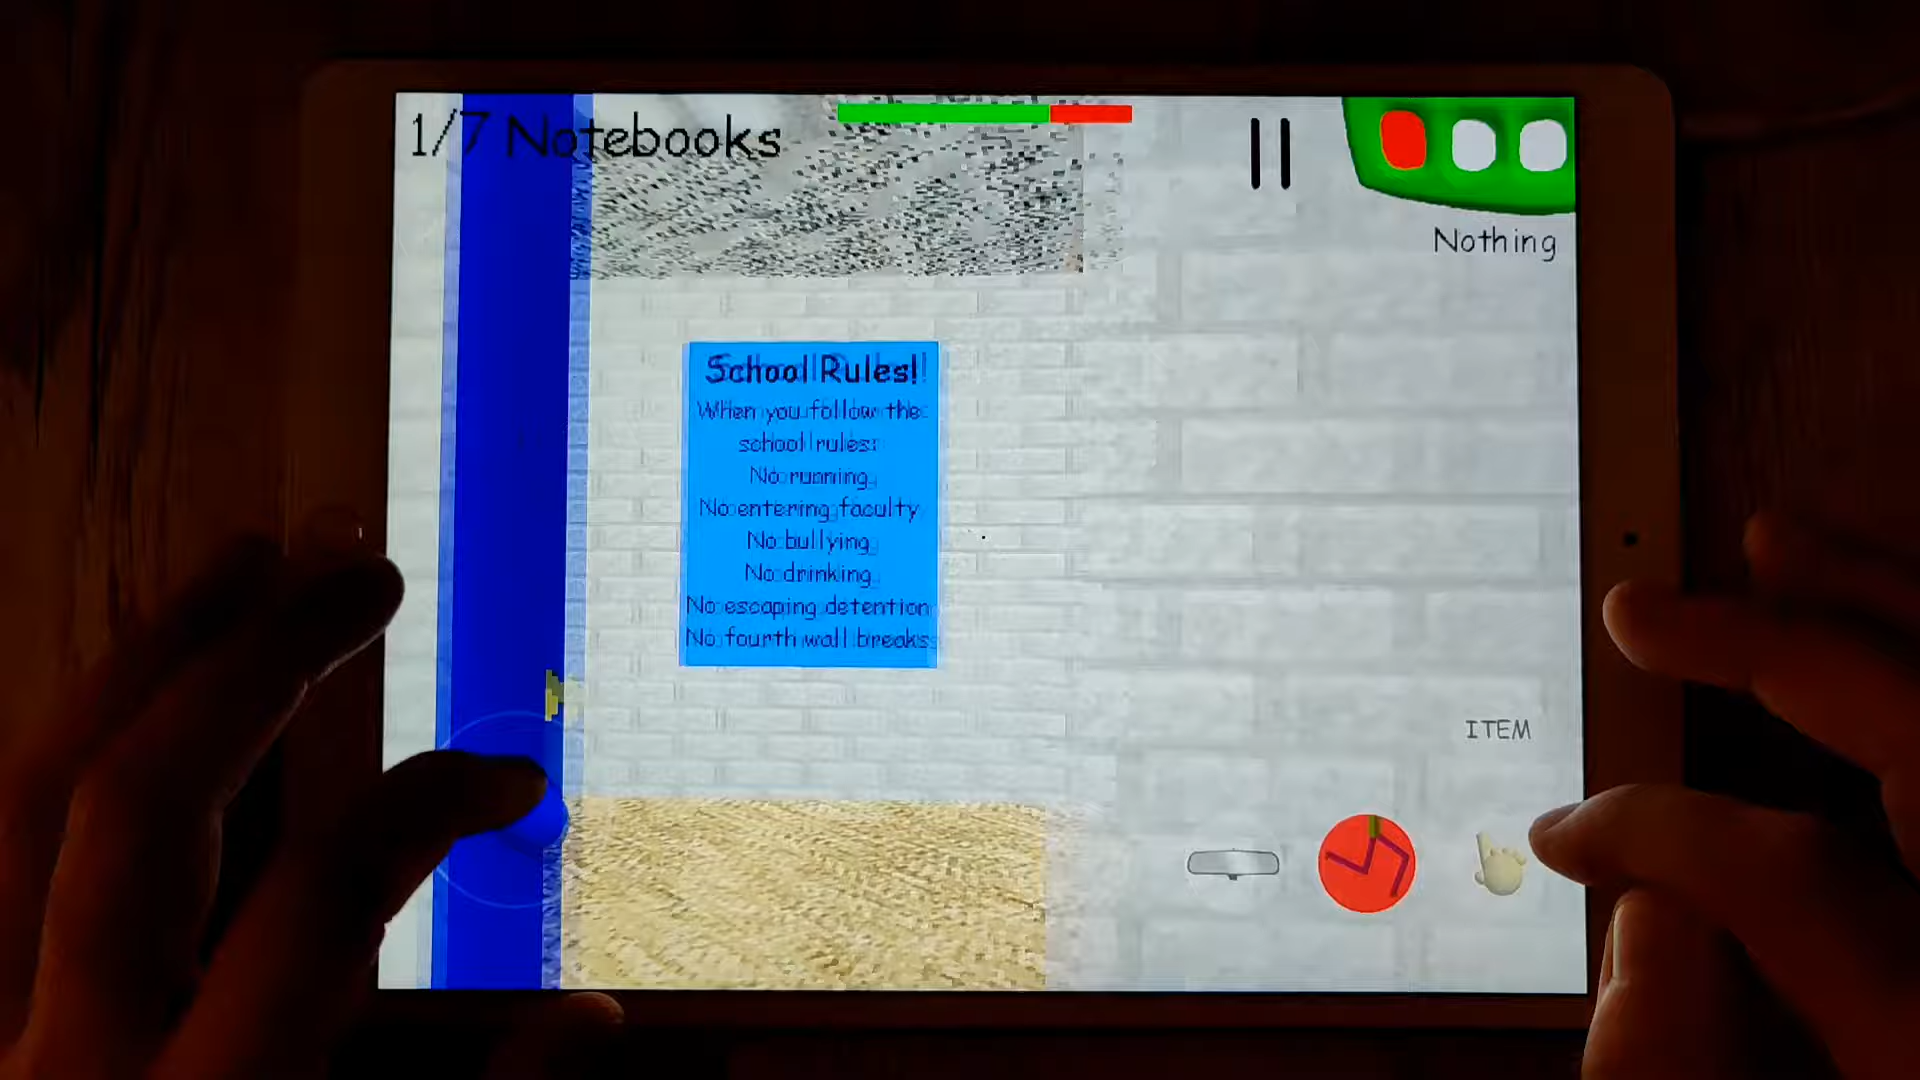 1/7 Notebooks
Nothing
School Rules!
When you follow the
school rules:
No running
No entering faculty
No bullying
No drinking
No escaping detention
No fourth wall breaks
ITEM